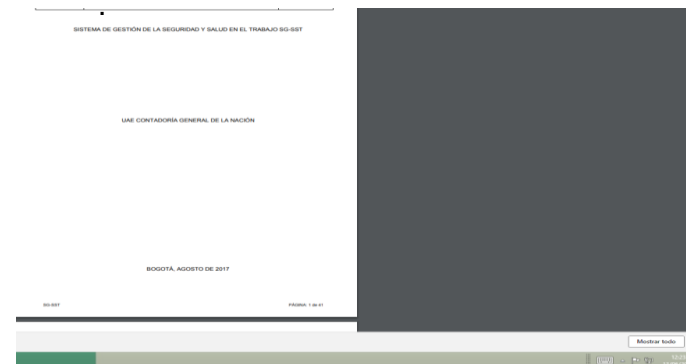 SISTEMA DE GESTIÓN DE LA SEGURIDAD Y SALUD EN EL TRABAJO SG-SST
UAE CONTADORÍA GENERAL DE LA NACIÓN
BOGOTÁ, AGOSTO DE 2017
SG-SST PÁGINA 1 de 41
Mostrar todo